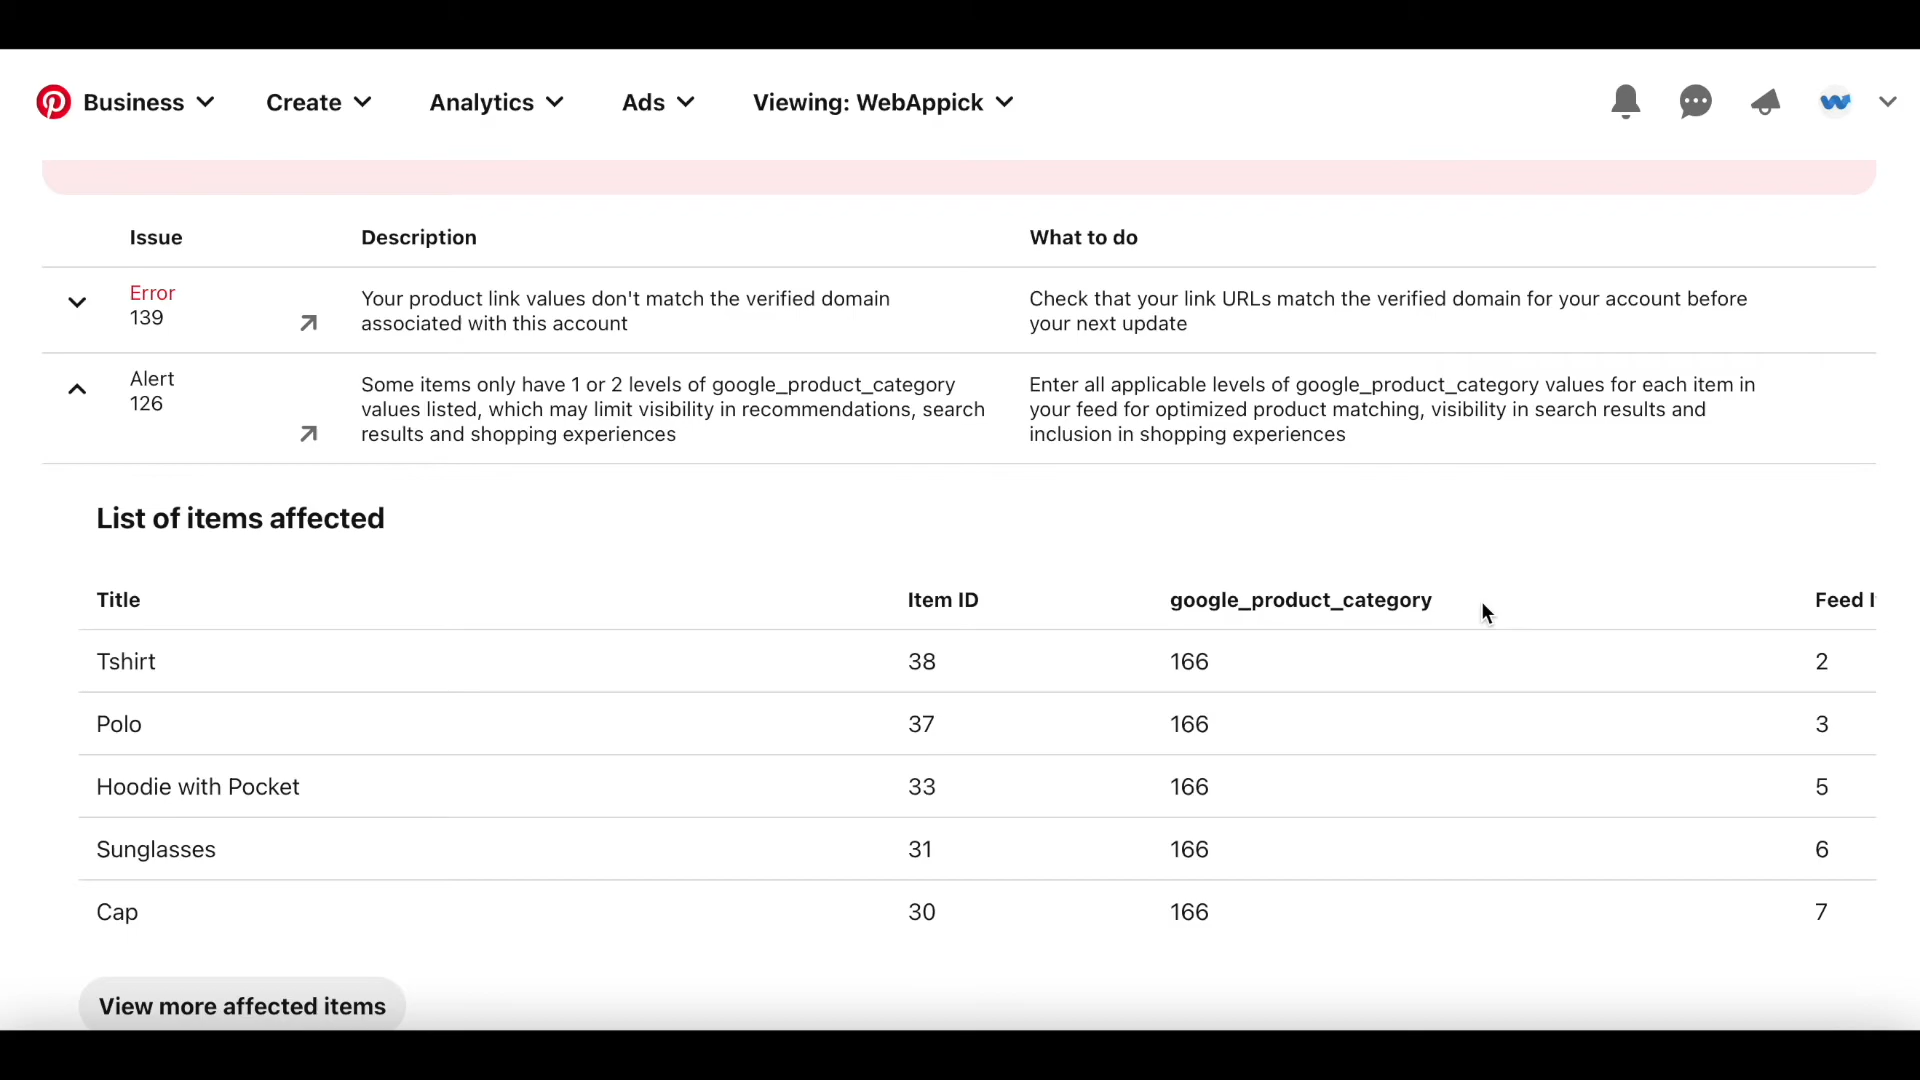 Business Create Analytics Ads Viewing: WebAppick
Issue Description What to do
Error
139
Your product link values don't match the verified domain
associated with this account
Check that your link URLs match the verified domain for your account before
your next update
Alert
126
Some items only have 1 or 2 levels of google_product_category
values listed, which may limit visibility in recommendations, search
results and shopping experiences
Enter all applicable levels of google_product_category values for each item in
your feed for optimized product matching, visibility in search results and
inclusion in shopping experiences
List of items affected
Title Item ID google_product_category Feed I
Tshirt 38 166 2
Polo 37 166 3
Hoodie with Pocket 33 166 5
Sunglasses 31 166 6
Cap 30 166 7
View more affected items